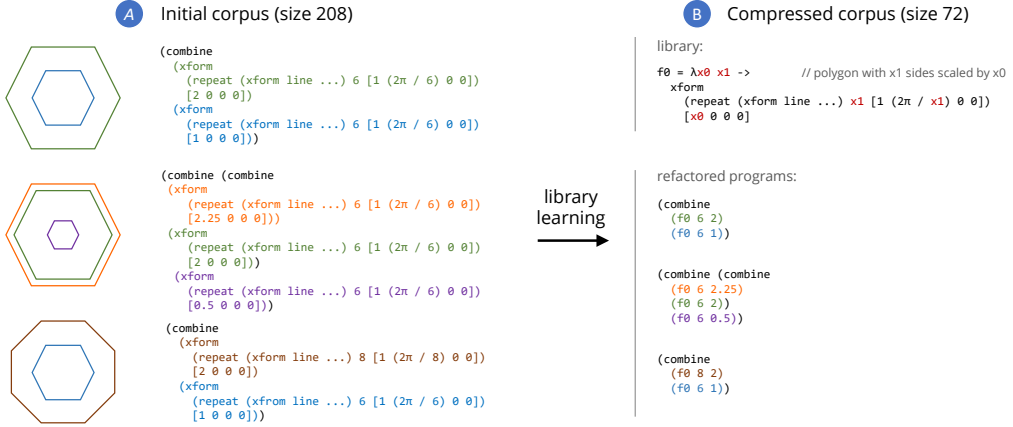 A Initial corpus (size 208)
(combine
(xform
(repeat (xform line ...) 6 [1 (2π / 6) 0 0])
[2 0 0 0])
(xform
(repeat (xform line ...) 6 [1 (2π / 6) 0 0])
[1 0 0 0]))
(combine (combine
(xform
(repeat (xform line ...) 6 [1 (2π / 6) 0 0])
[2.25 0 0 0]))
(xform
(repeat (xform line ...) 6 [1 (2π / 6) 0 0])
[2 0 0 0]))
(xform
(repeat (xform line ...) 6 [1 (2π / 6) 0 0])
[0.5 0 0 0]))
(combine
(xform
(repeat (xform line ...) 8 [1 (2π / 8) 0 0])
[2 0 0 0])
(xform
(repeat (xfrom line ...) 6 [1 (2π / 6) 0 0])
[1 0 0 0]))
library
learning
B Compressed corpus (size 72)
library:
f0 = λx0 x1 -> // polygon with x1 sides scaled by x0
xform
(repeat (xform line ...) x1 [1 (2π / x1) 0 0])
[x0 0 0 0]
refactored programs:
(combine
(f0 6 2)
(f0 6 1))
(combine (combine
(f0 6 2.25)
(f0 6 2))
(f0 6 0.5))
(combine
(f0 8 2)
(f0 6 1))